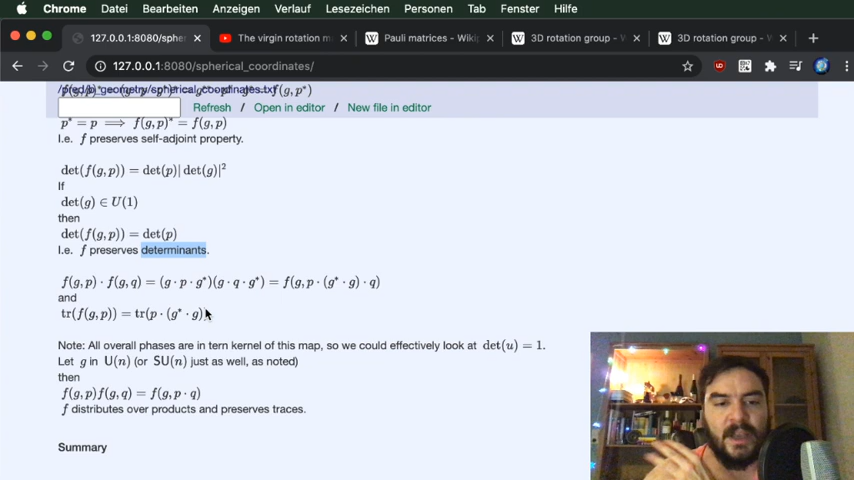 Chrome Datei Bearbeiten Anzeigen Verlauf Lesezeichen Personen Tab Fenster Hilfe
127.0.0.1:8080/spher × The virgin rotation m × Pauli matrices - Wikip × 3D rotation group - W × 3D rotation group - W ×
127.0.0.1:8080/spherical_coordinates/
/pred/b_geometry/spherical_coordinates.txt
Refresh / Open in editor / New file in editor
p* = p ⟹ f(g,p)* = f(g,p)
I.e. f preserves self-adjoint property.
det(f(g,p)) = det(p)|det(g)|²
If
det(g) ∈ U(1)
then
det(f(g,p)) = det(p)
I.e. f preserves determinants.
f(g,p) · f(g,q) = (g · p · g*)(g · q · g*) = f(g, p · (g* · g) · q)
and
tr(f(g,p)) = tr(p · (g* · g))
Note: All overall phases are in tern kernel of this map, so we could effectively look at det(u) = 1.
Let g in U(n) (or SU(n) just as well, as noted)
then
f(g,p)f(g,q) = f(g,p · q)
f distributes over products and preserves traces.
Summary